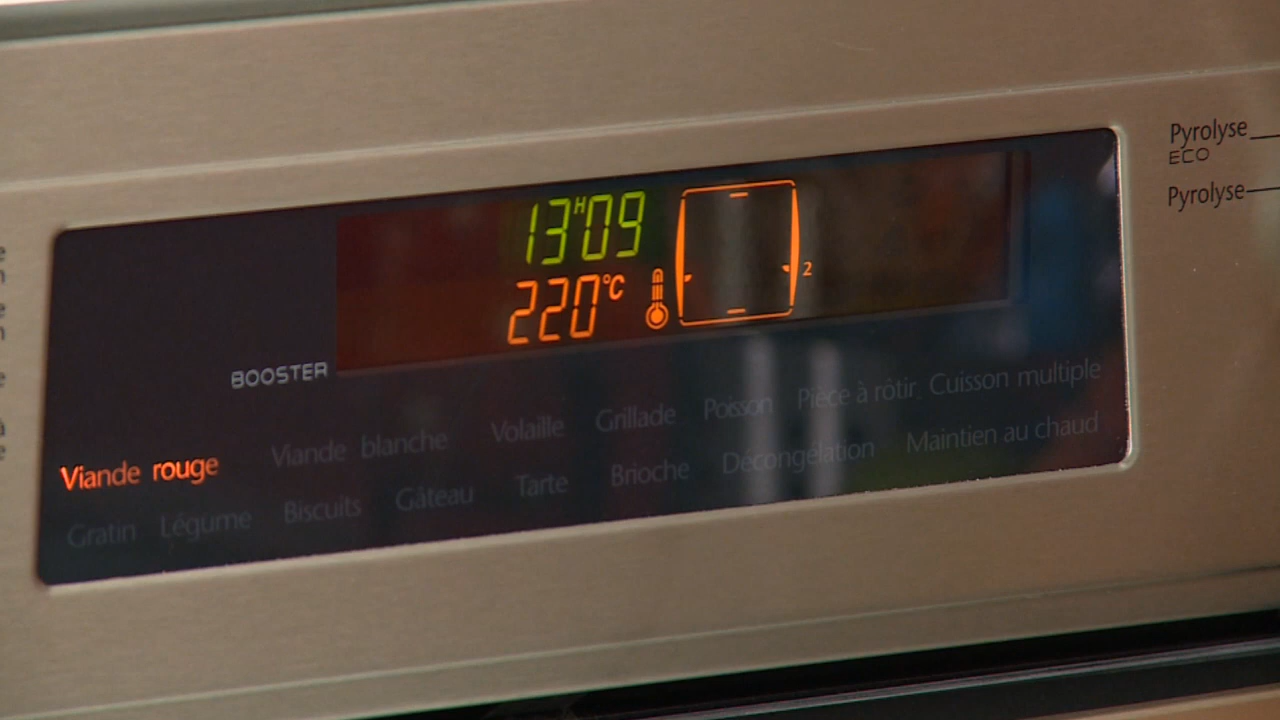 Pyrolyse
ECO
Pyrolyse
13H09
220°C
2
BOOSTER
Viande rouge Viande blanche Volaille Grillade Poisson Pièce à rôtir Cuisson multiple
Gratin Légume Biscuits Gâteau Tarte Brioche Décongélation Maintien au chaud